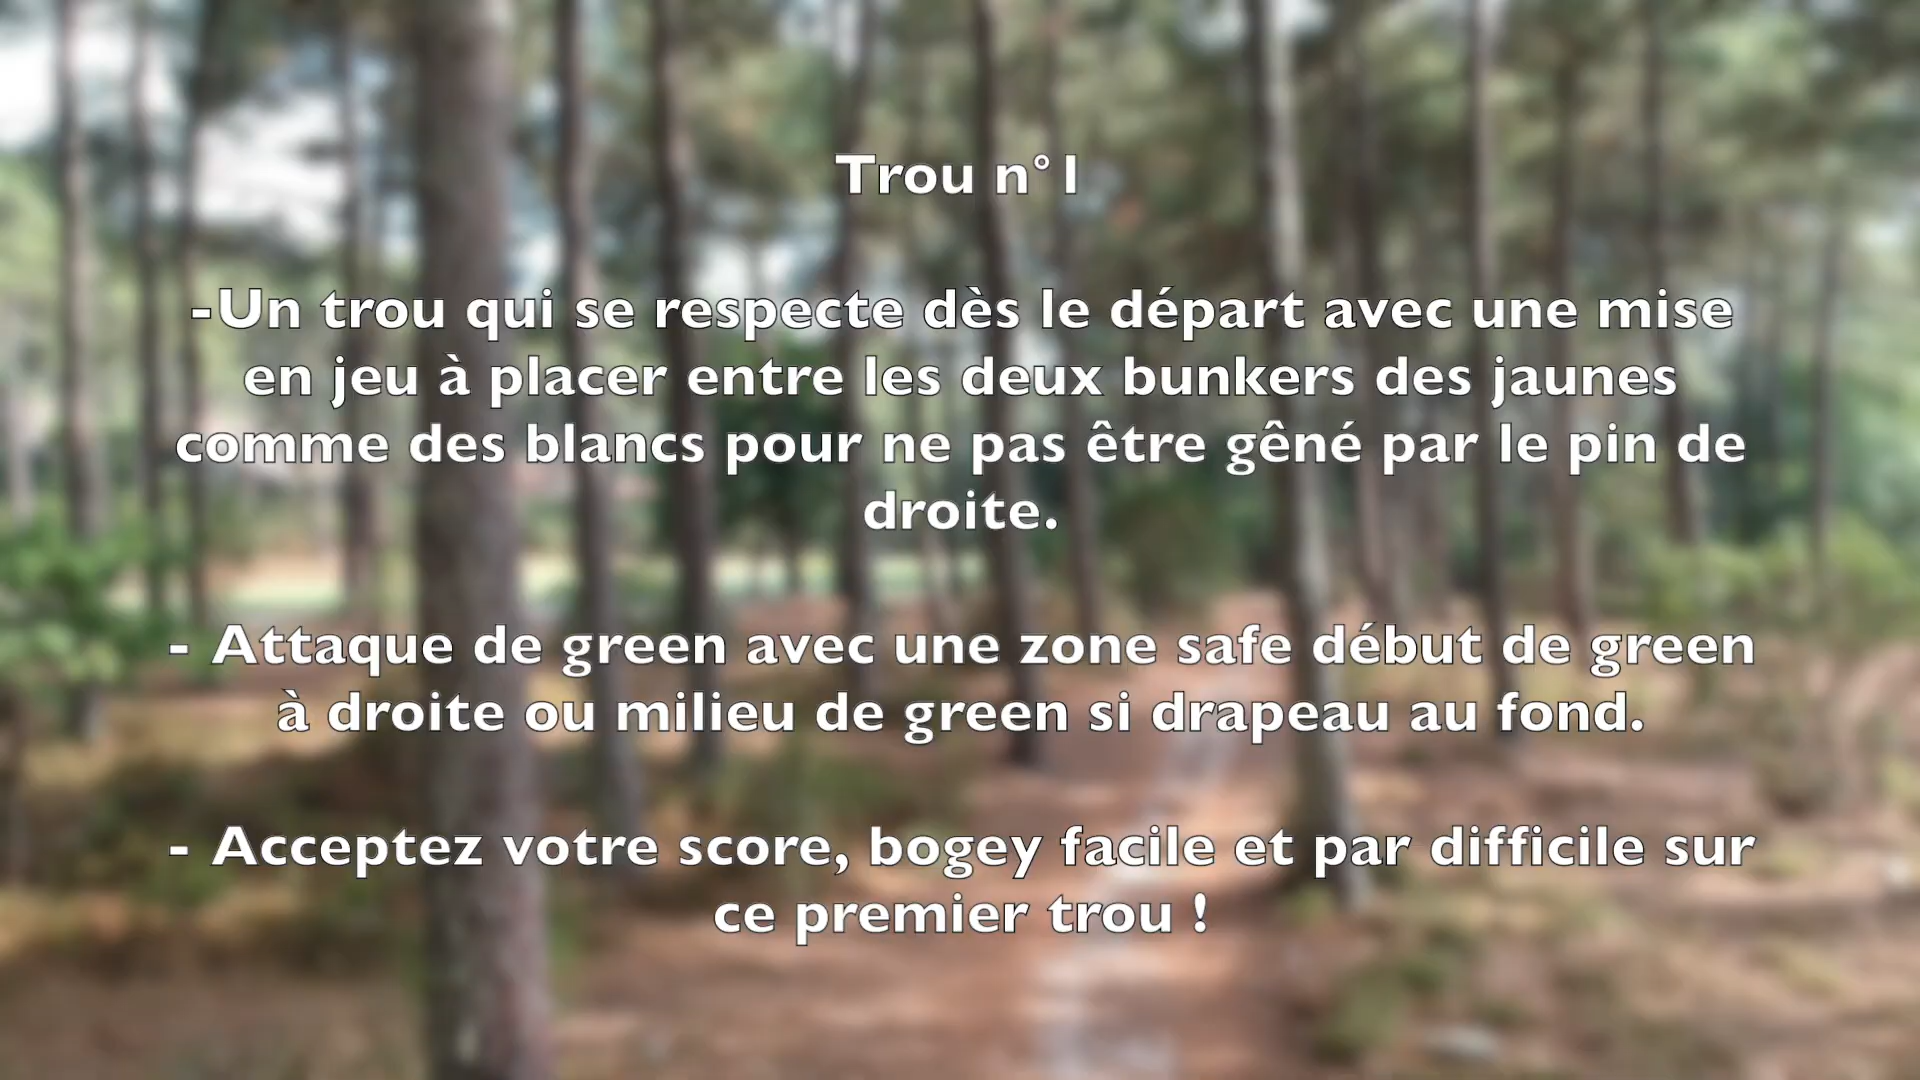 Trou n°1
-Un trou qui se respecte dès le départ avec une mise
en jeu à placer entre les deux bunkers des jaunes
comme des blancs pour ne pas être gêné par le pin de
droite.
- Attaque de green avec une zone safe début de green
à droite ou milieu de green si drapeau au fond.
- Acceptez votre score, bogey facile et par difficile sur
ce premier trou !